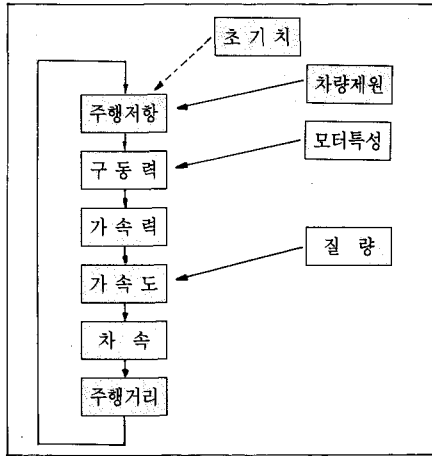 초 기 치
차량제원
주행저항
모터특성
구 동 력
가 속 력
질 량
가 속 도
차 속
주행거리